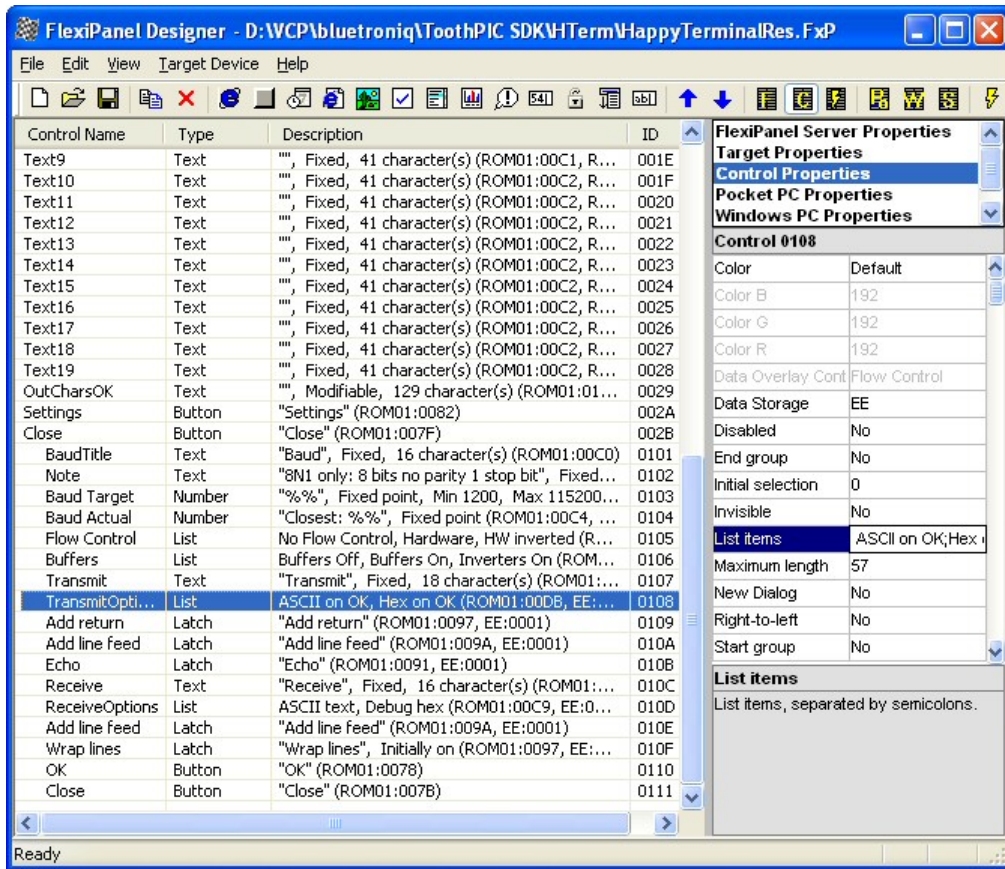 FlexiPanel Designer - D:\VCP\bluetroniq\ToothPIC SDK\HTerm\HappyTerminalRes.FxP
File Edit View Target Device Help
Control Name Type Description ID
Text9 Text "", Fixed, 41 character(s) (ROM01:00C1, R... 001E
Text10 Text "", Fixed, 41 character(s) (ROM01:00C2, R... 001F
Text11 Text "", Fixed, 41 character(s) (ROM01:00C2, R... 0020
Text12 Text "", Fixed, 41 character(s) (ROM01:00C2, R... 0021
Text13 Text "", Fixed, 41 character(s) (ROM01:00C2, R... 0022
Text14 Text "", Fixed, 41 character(s) (ROM01:00C2, R... 0023
Text15 Text "", Fixed, 41 character(s) (ROM01:00C2, R... 0024
Text16 Text "", Fixed, 41 character(s) (ROM01:00C2, R... 0025
Text17 Text "", Fixed, 41 character(s) (ROM01:00C2, R... 0026
Text18 Text "", Fixed, 41 character(s) (ROM01:00C2, R... 0027
Text19 Text "", Fixed, 41 character(s) (ROM01:00C2, R... 0028
OutCharsOK Text "", Modifiable, 129 character(s) (ROM01:01... 0029
Settings Button "Settings" (ROM01:0082) 002A
Close Button "Close" (ROM01:007F) 002B
BaudTitle Text "Baud", Fixed, 16 character(s) (ROM01:00C0) 0101
Note Text "8N1 only: 8 bits no parity 1 stop bit", Fixed... 0102
Baud Target Number "%%", Fixed point, Min 1200, Max 115200... 0103
Baud Actual Number "Closest: %%", Fixed point (ROM01:00C4, ... 0104
Flow Control List No Flow Control, Hardware, HW inverted (R... 0105
Buffers List Buffers Off, Buffers On, Inverters On (ROM... 0106
Transmit Text "Transmit", Fixed, 18 character(s) (ROM01:... 0107
TransmitOpti... List ASCII on OK, Hex on OK (ROM01:00DB, EE:... 0108
Add return Latch "Add return" (ROM01:0097, EE:0001) 0109
Add line feed Latch "Add line feed" (ROM01:009A, EE:0001) 010A
Echo Latch "Echo" (ROM01:0091, EE:0001) 010B
Receive Text "Receive", Fixed, 16 character(s) (ROM01:... 010C
ReceiveOptions List ASCII text, Debug hex (ROM01:00C9, EE:0... 010D
Add line feed Latch "Add line feed" (ROM01:009A, EE:0001) 010E
Wrap lines Latch "Wrap lines", Initially on (ROM01:0097, EE:... 010F
OK Button "OK" (ROM01:0078) 0110
Close Button "Close" (ROM01:007B) 0111
FlexiPanel Server Properties
Target Properties
Control Properties
Pocket PC Properties
Windows PC Properties
Control 0108
Color Default
Color B 192
Color G 192
Color R 192
Data Overlay Cont Flow Control
Data Storage EE
Disabled No
End group No
Initial selection 0
Invisible No
List items ASCII on OK;Hex
Maximum length 57
New Dialog No
Right-to-left No
Start group No
List items
List items, separated by semicolons.
Ready